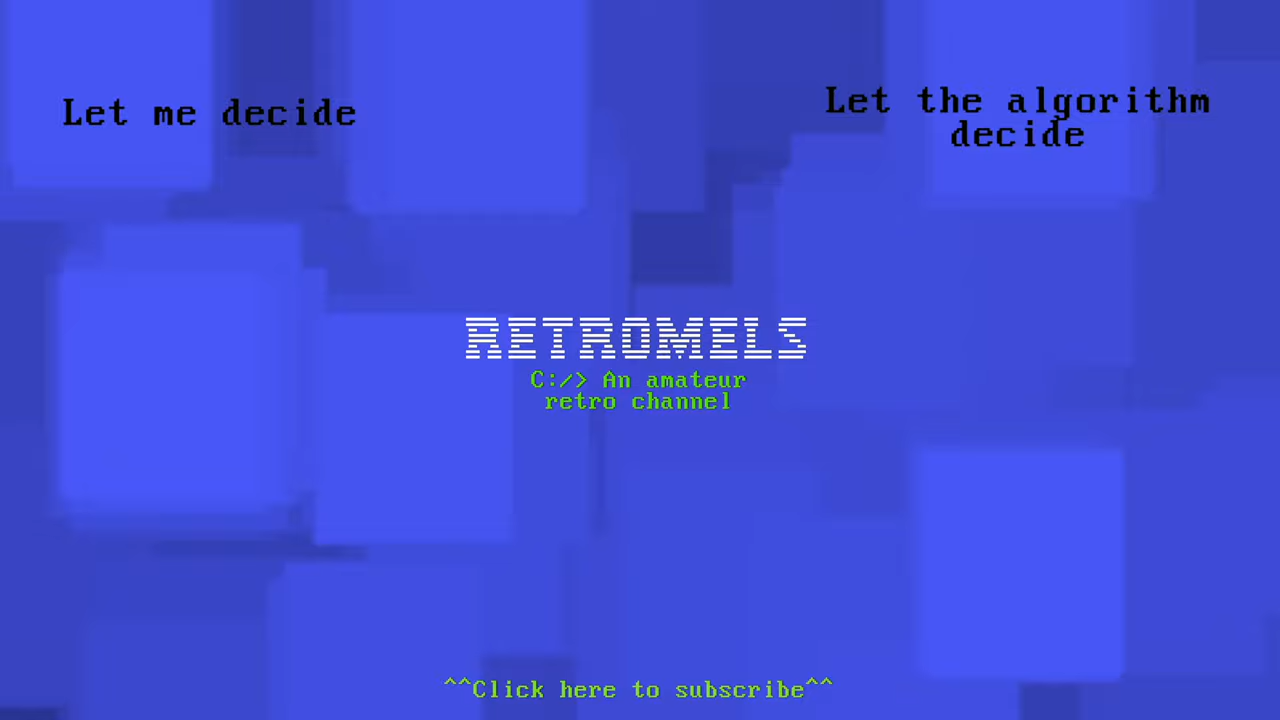 Let me decide
Let the algorithm
decide
RETROMELS
C:/> An amateur
retro channel
^^Click here to subscribe^^